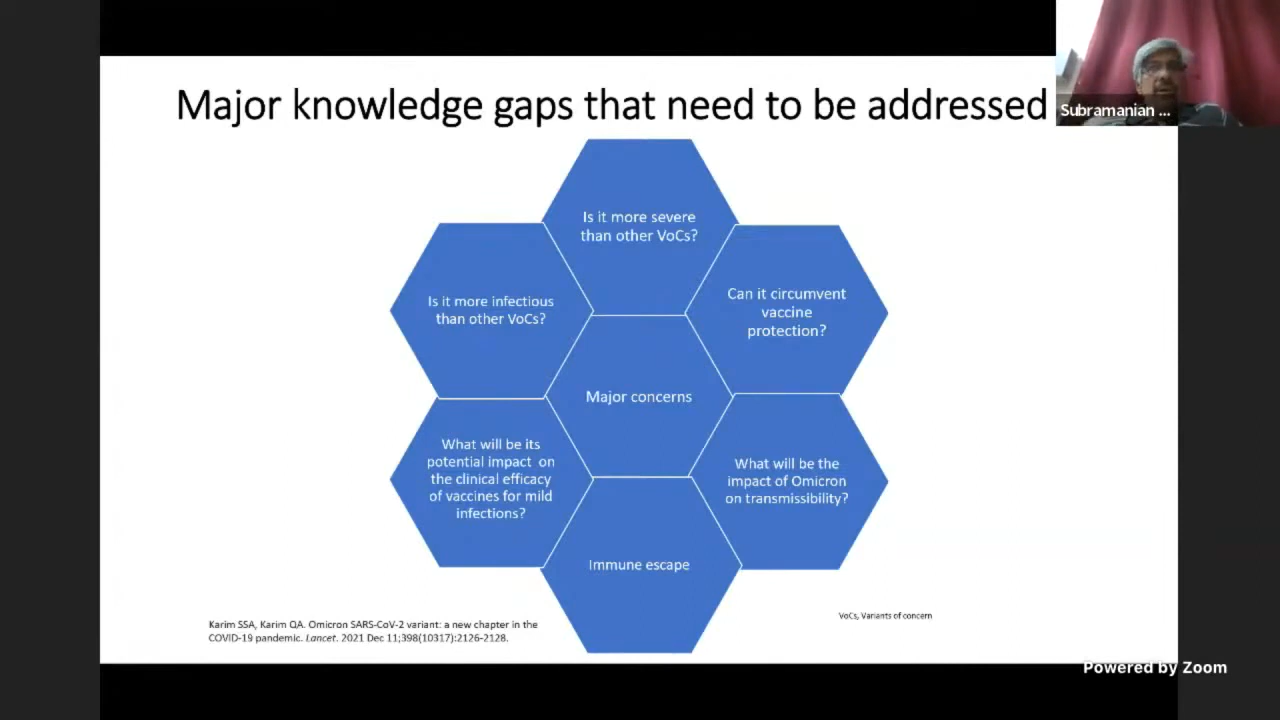 Major knowledge gaps that need to be addressed
Subramanian ...
Is it more severe
than other VoCs?
Is it more infectious
than other VoCs?
Can it circumvent
vaccine
protection?
Major concerns
What will be its
potential impact on
the clinical efficacy
of vaccines for mild
infections?
What will be the
impact of Omicron
on transmissibility?
Immune escape
VoCs, Variants of concern
Karim SSA, Karim QA. Omicron SARS-CoV-2 variant: a new chapter in the
COVID-19 pandemic. Lancet. 2021 Dec 11;398(10317):2126-2128.
Powered by Zoom